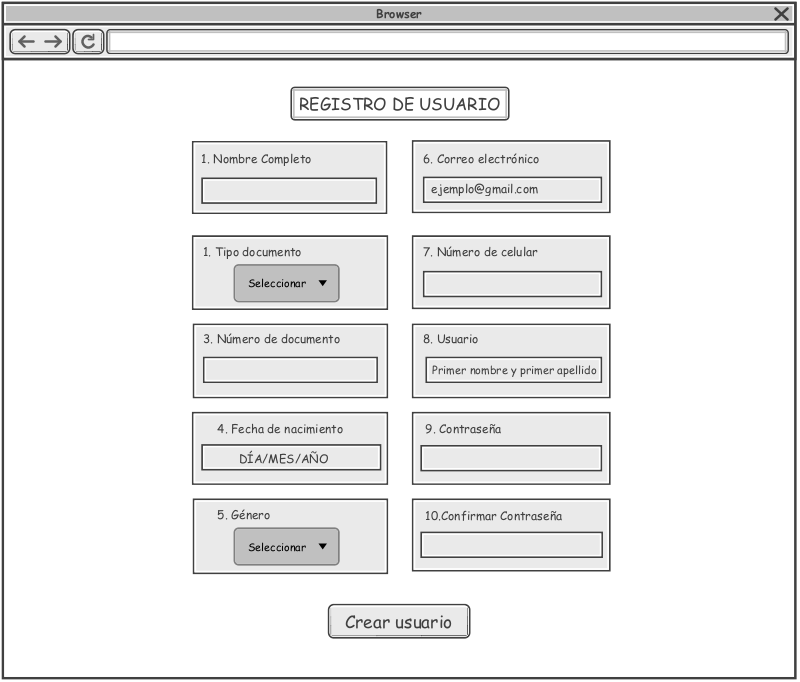 Browser
REGISTRO DE USUARIO
1. Nombre Completo
1. Tipo documento
Seleccionar
3. Número de documento
4. Fecha de nacimiento
DÍA/MES/AÑO
5. Género
Seleccionar
6. Correo electrónico
ejemplo@gmail.com
7. Número de celular
8. Usuario
Primer nombre y primer apellido
9. Contraseña
10.Confirmar Contraseña
Crear usuario